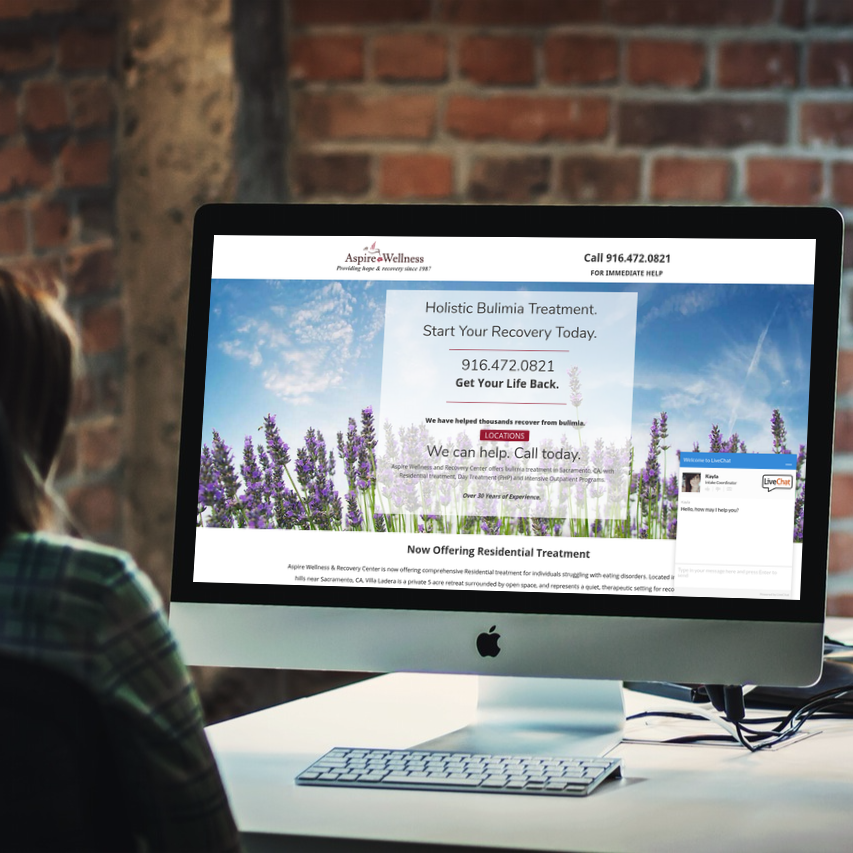 Aspire Wellness
Providing hope & recovery since 1987
Call 916.472.0821
FOR IMMEDIATE HELP
Holistic Bulimia Treatment.
Start Your Recovery Today.
916.472.0821
Get Your Life Back.
We have helped thousands recover from bulimia.
LOCATIONS
We can help. Call today.
Aspire Wellness and Recovery Center offers bulimia treatment in Sacramento, CA, with
Residential treatment, Day Treatment (PHP) and Intensive Outpatient Programs.
Over 30 Years of Experience.
Welcome to LiveChat
Kayla
Intake Coordinator
LiveChat
Hello, how may I help you?
Type in your message here and press Enter to
send
Now Offering Residential Treatment
Aspire Wellness & Recovery Center is now offering comprehensive Residential treatment for individuals struggling with eating disorders. Located i
hills near Sacramento, CA, Villa Ladera is a private 5 acre retreat surrounded by open space, and represents a quiet, therapeutic setting for reco